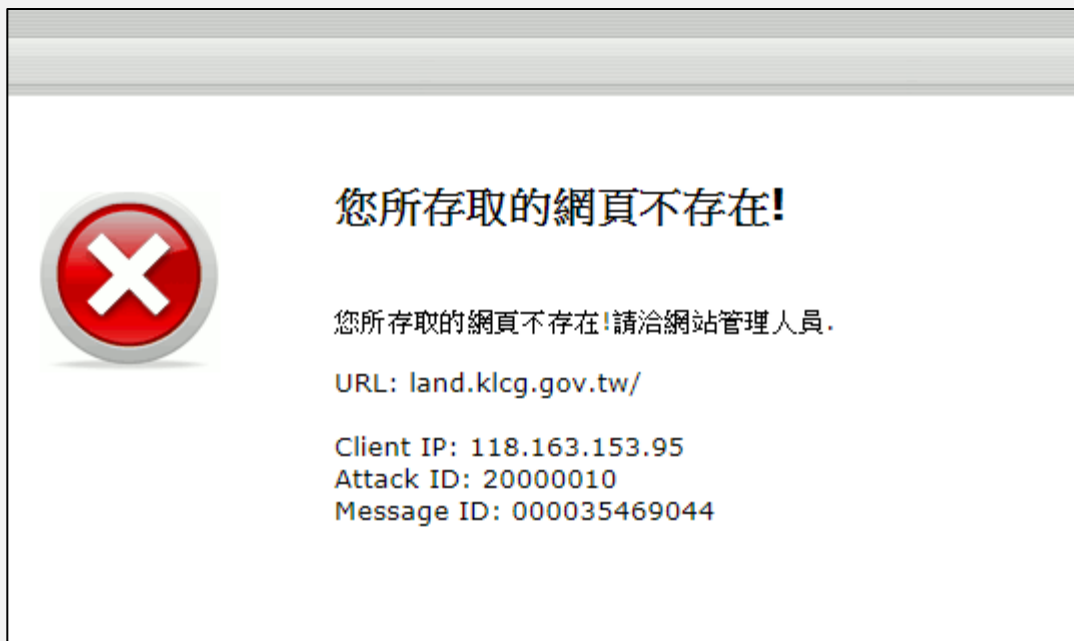 您所存取的網頁不存在!
您所存取的網頁不存在!請洽網站管理人員.
URL: land.klcg.gov.tw/
Client IP: 118.163.153.95
Attack ID: 20000010
Message ID: 000035469044